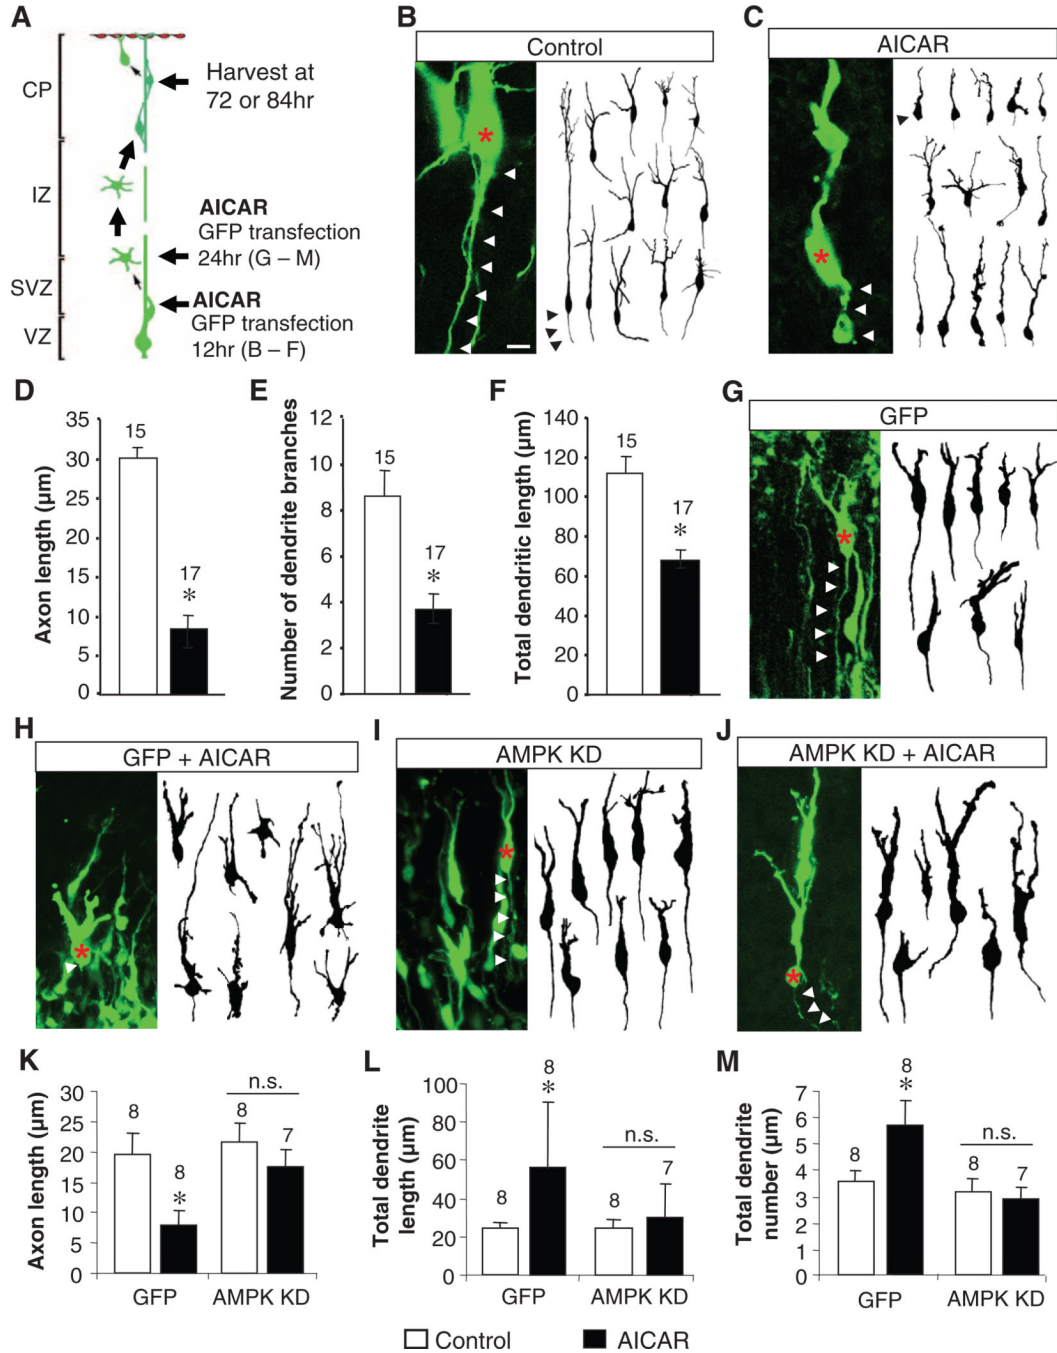 A
CP
IZ
SVZ
VZ
Harvest at
72 or 84hr
AICAR
GFP transfection
24hr (G – M)
AICAR
GFP transfection
12hr (B – F)
B
Control
*
C
AICAR
*
D
Axon length (µm)
35
30
25
20
15
10
5
0
15
17
*
E
Number of dendrite branches
12
10
8
6
4
2
0
15
17
*
F
Total dendritic length (µm)
140
120
100
80
60
40
20
0
15
17
*
G
GFP
*
H
GFP + AICAR
*
I
AMPK KD
*
J
AMPK KD + AICAR
*
K
Axon length (µm)
30
25
20
15
10
5
0
8
8
*
n.s.
8
7
GFP
AMPK KD
L
Total dendrite
length (µm)
100
80
60
40
20
0
8
8
*
n.s.
8
7
GFP
AMPK KD
M
Total dendrite
number (µm)
7
6
5
4
3
2
1
0
8
8
*
n.s.
8
7
GFP
AMPK KD
Control
AICAR